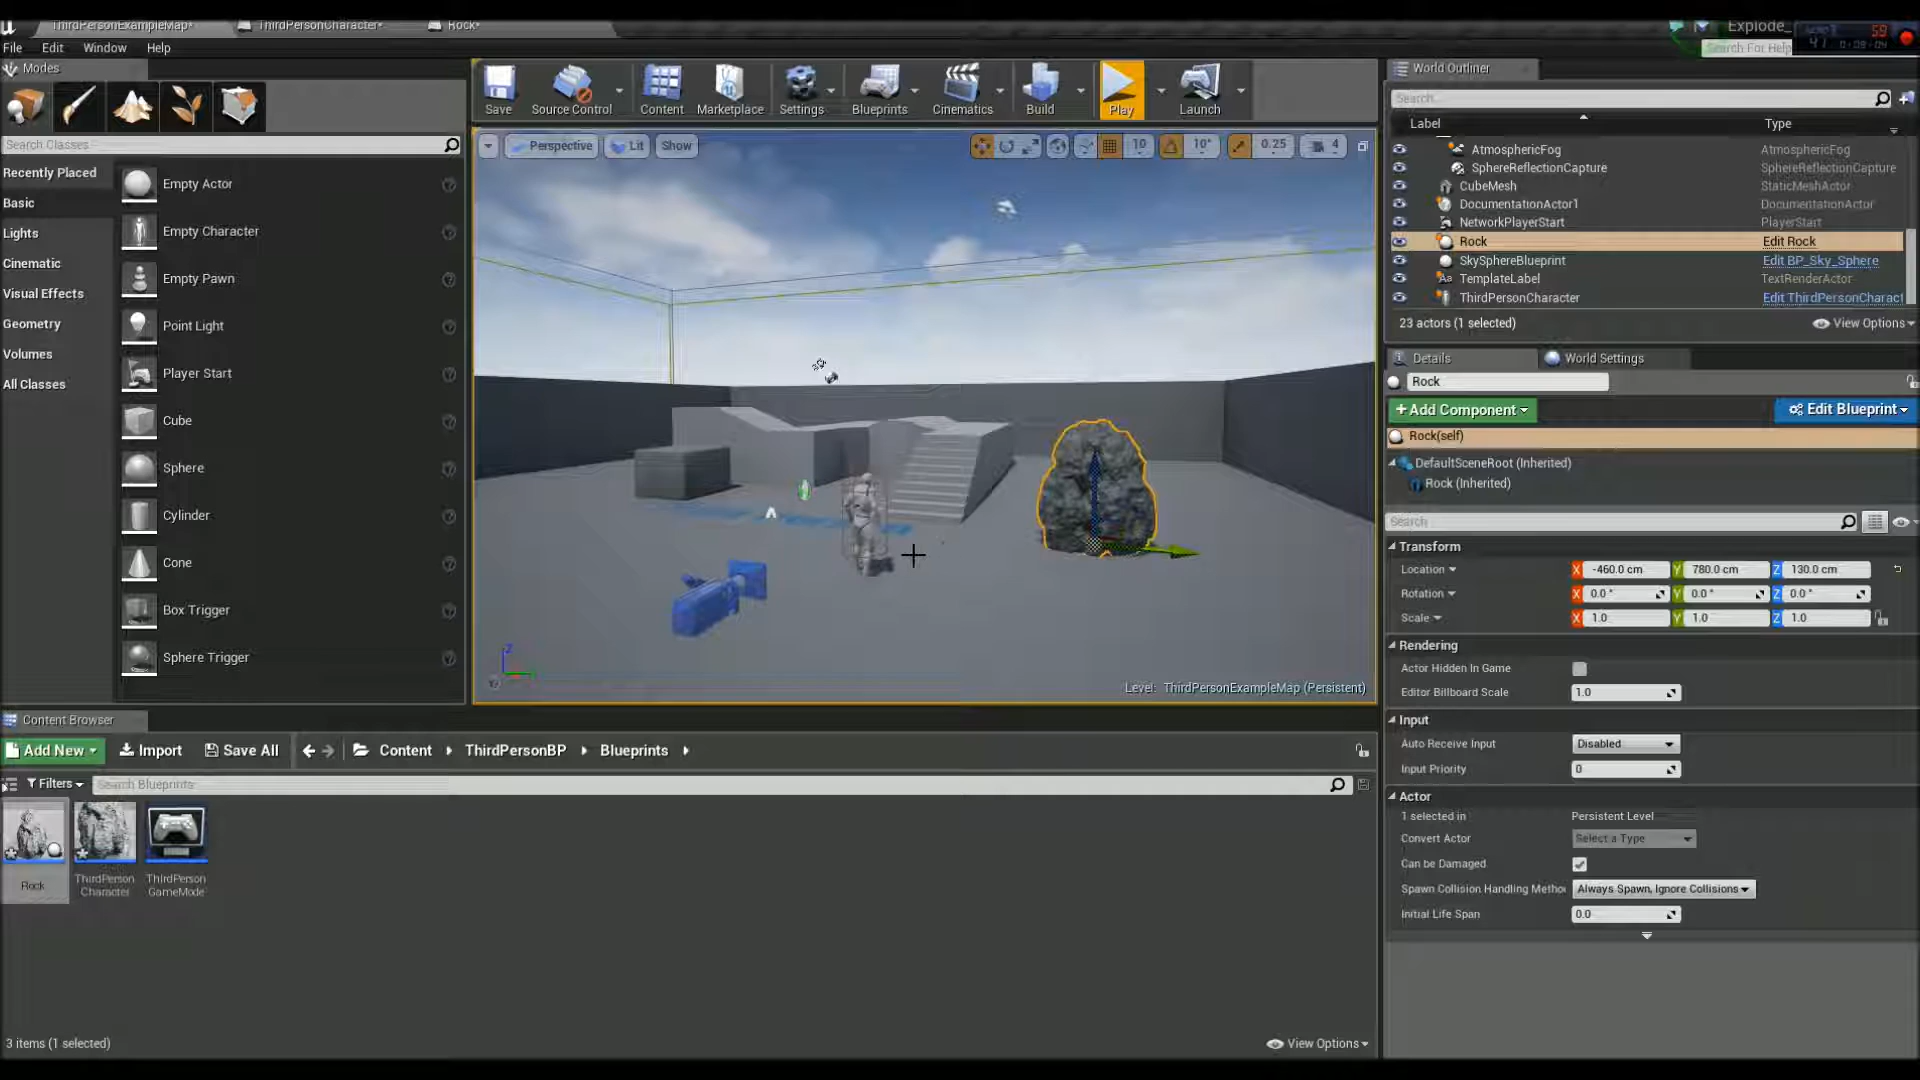 ThirdPersonExampleMap*
ThirdPersonCharacter*
Rock*
Explode_
59
File
Edit
Window
Help
Search For Help
Modes
Save
Source Control
Content
Marketplace
Settings
Blueprints
Cinematics
Build
Play
Launch
World Outliner
Search...
Label
Type
Search Classes
Perspective
Lit
Show
10
10°
0.25
4
Recently Placed
Basic
Lights
Cinematic
Visual Effects
Geometry
Volumes
All Classes
Empty Actor
Empty Character
Empty Pawn
Point Light
Player Start
Cube
Sphere
Cylinder
Cone
Box Trigger
Sphere Trigger
AtmosphericFog AtmosphericFog
SphereReflectionCapture SphereReflectionCapture
CubeMesh StaticMeshActor
DocumentationActor1 DocumentationActor
NetworkPlayerStart PlayerStart
Rock Edit Rock
SkySphereBlueprint Edit BP_Sky_Sphere
TemplateLabel TextRenderActor
ThirdPersonCharacter Edit ThirdPersonCharact
23 actors (1 selected)
View Options
Details
World Settings
Rock
+Add Component
Edit Blueprint
Rock(self)
DefaultSceneRoot (Inherited)
Rock (Inherited)
Search
Transform
Location X -460.0 cm Y 780.0 cm Z 130.0 cm
Rotation X 0.0 ° Y 0.0 ° Z 0.0 °
Scale X 1.0 Y 1.0 Z 1.0
Rendering
Actor Hidden In Game
Editor Billboard Scale 1.0
Input
Auto Receive Input Disabled
Input Priority 0
Actor
1 selected in Persistent Level
Convert Actor Select a Type
Can be Damaged
Spawn Collision Handling Metho Always Spawn, Ignore Collisions
Initial Life Span 0.0
Z
Level: ThirdPersonExampleMap (Persistent)
Content Browser
Add New
Import
Save All
Content
ThirdPersonBP
Blueprints
Filters
Search Blueprints
Rock
ThirdPerson
Character
ThirdPerson
GameMode
3 items (1 selected)
View Options